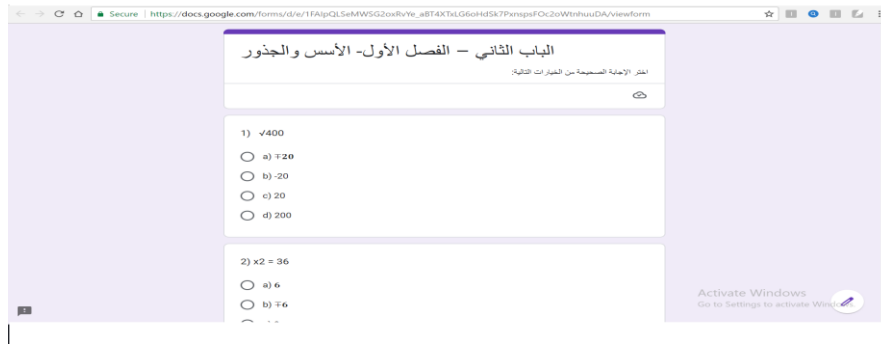 Secure https://docs.google.com/forms/d/e/1FAIpQLSeMWSG2oxRvYe_aBT4XTxLG6oHdSk7PxnspsFOc2oWtnhuuDA/viewform
الباب الثاني – الفصل الأول- الأسس والجذور
اختر الإجابة الصحيحة من الخيارات التالية:
1) √400
a) ∓20
b) -20
c) 20
d) 200
2) x2 = 36
a) 6
b) ∓6
Activate Windows
Go to Settings to activate Windows